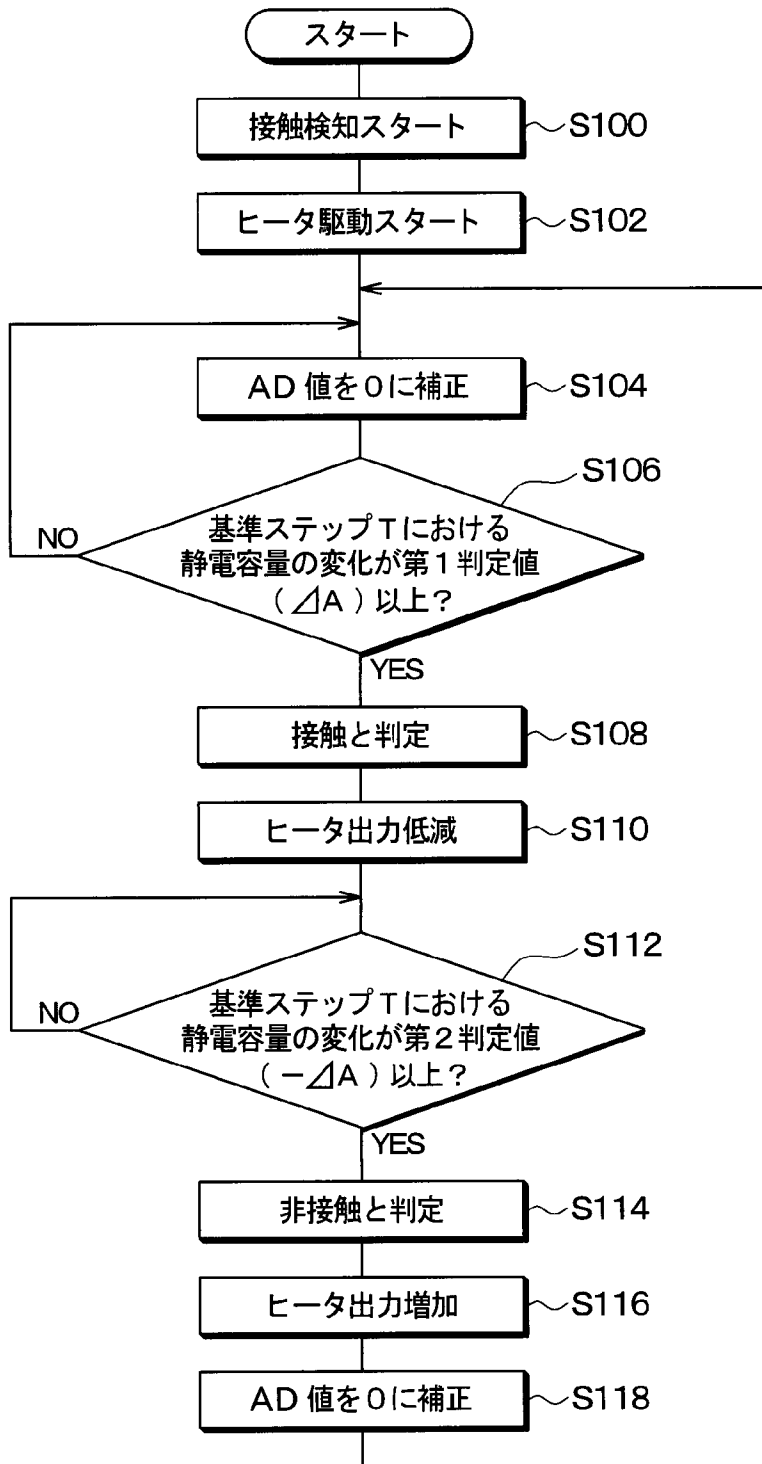 スタート
接触検知スタート
S100
ヒータ駆動スタート
S102
AD値を0に補正
S104
S106
基準ステップTにおける
静電容量の変化が第1判定値
(⊿A)以上?
NO
YES
接触と判定
S108
ヒータ出力低減
S110
S112
基準ステップTにおける
静電容量の変化が第2判定値
(-⊿A)以上?
NO
YES
非接触と判定
S114
ヒータ出力増加
S116
AD値を0に補正
S118